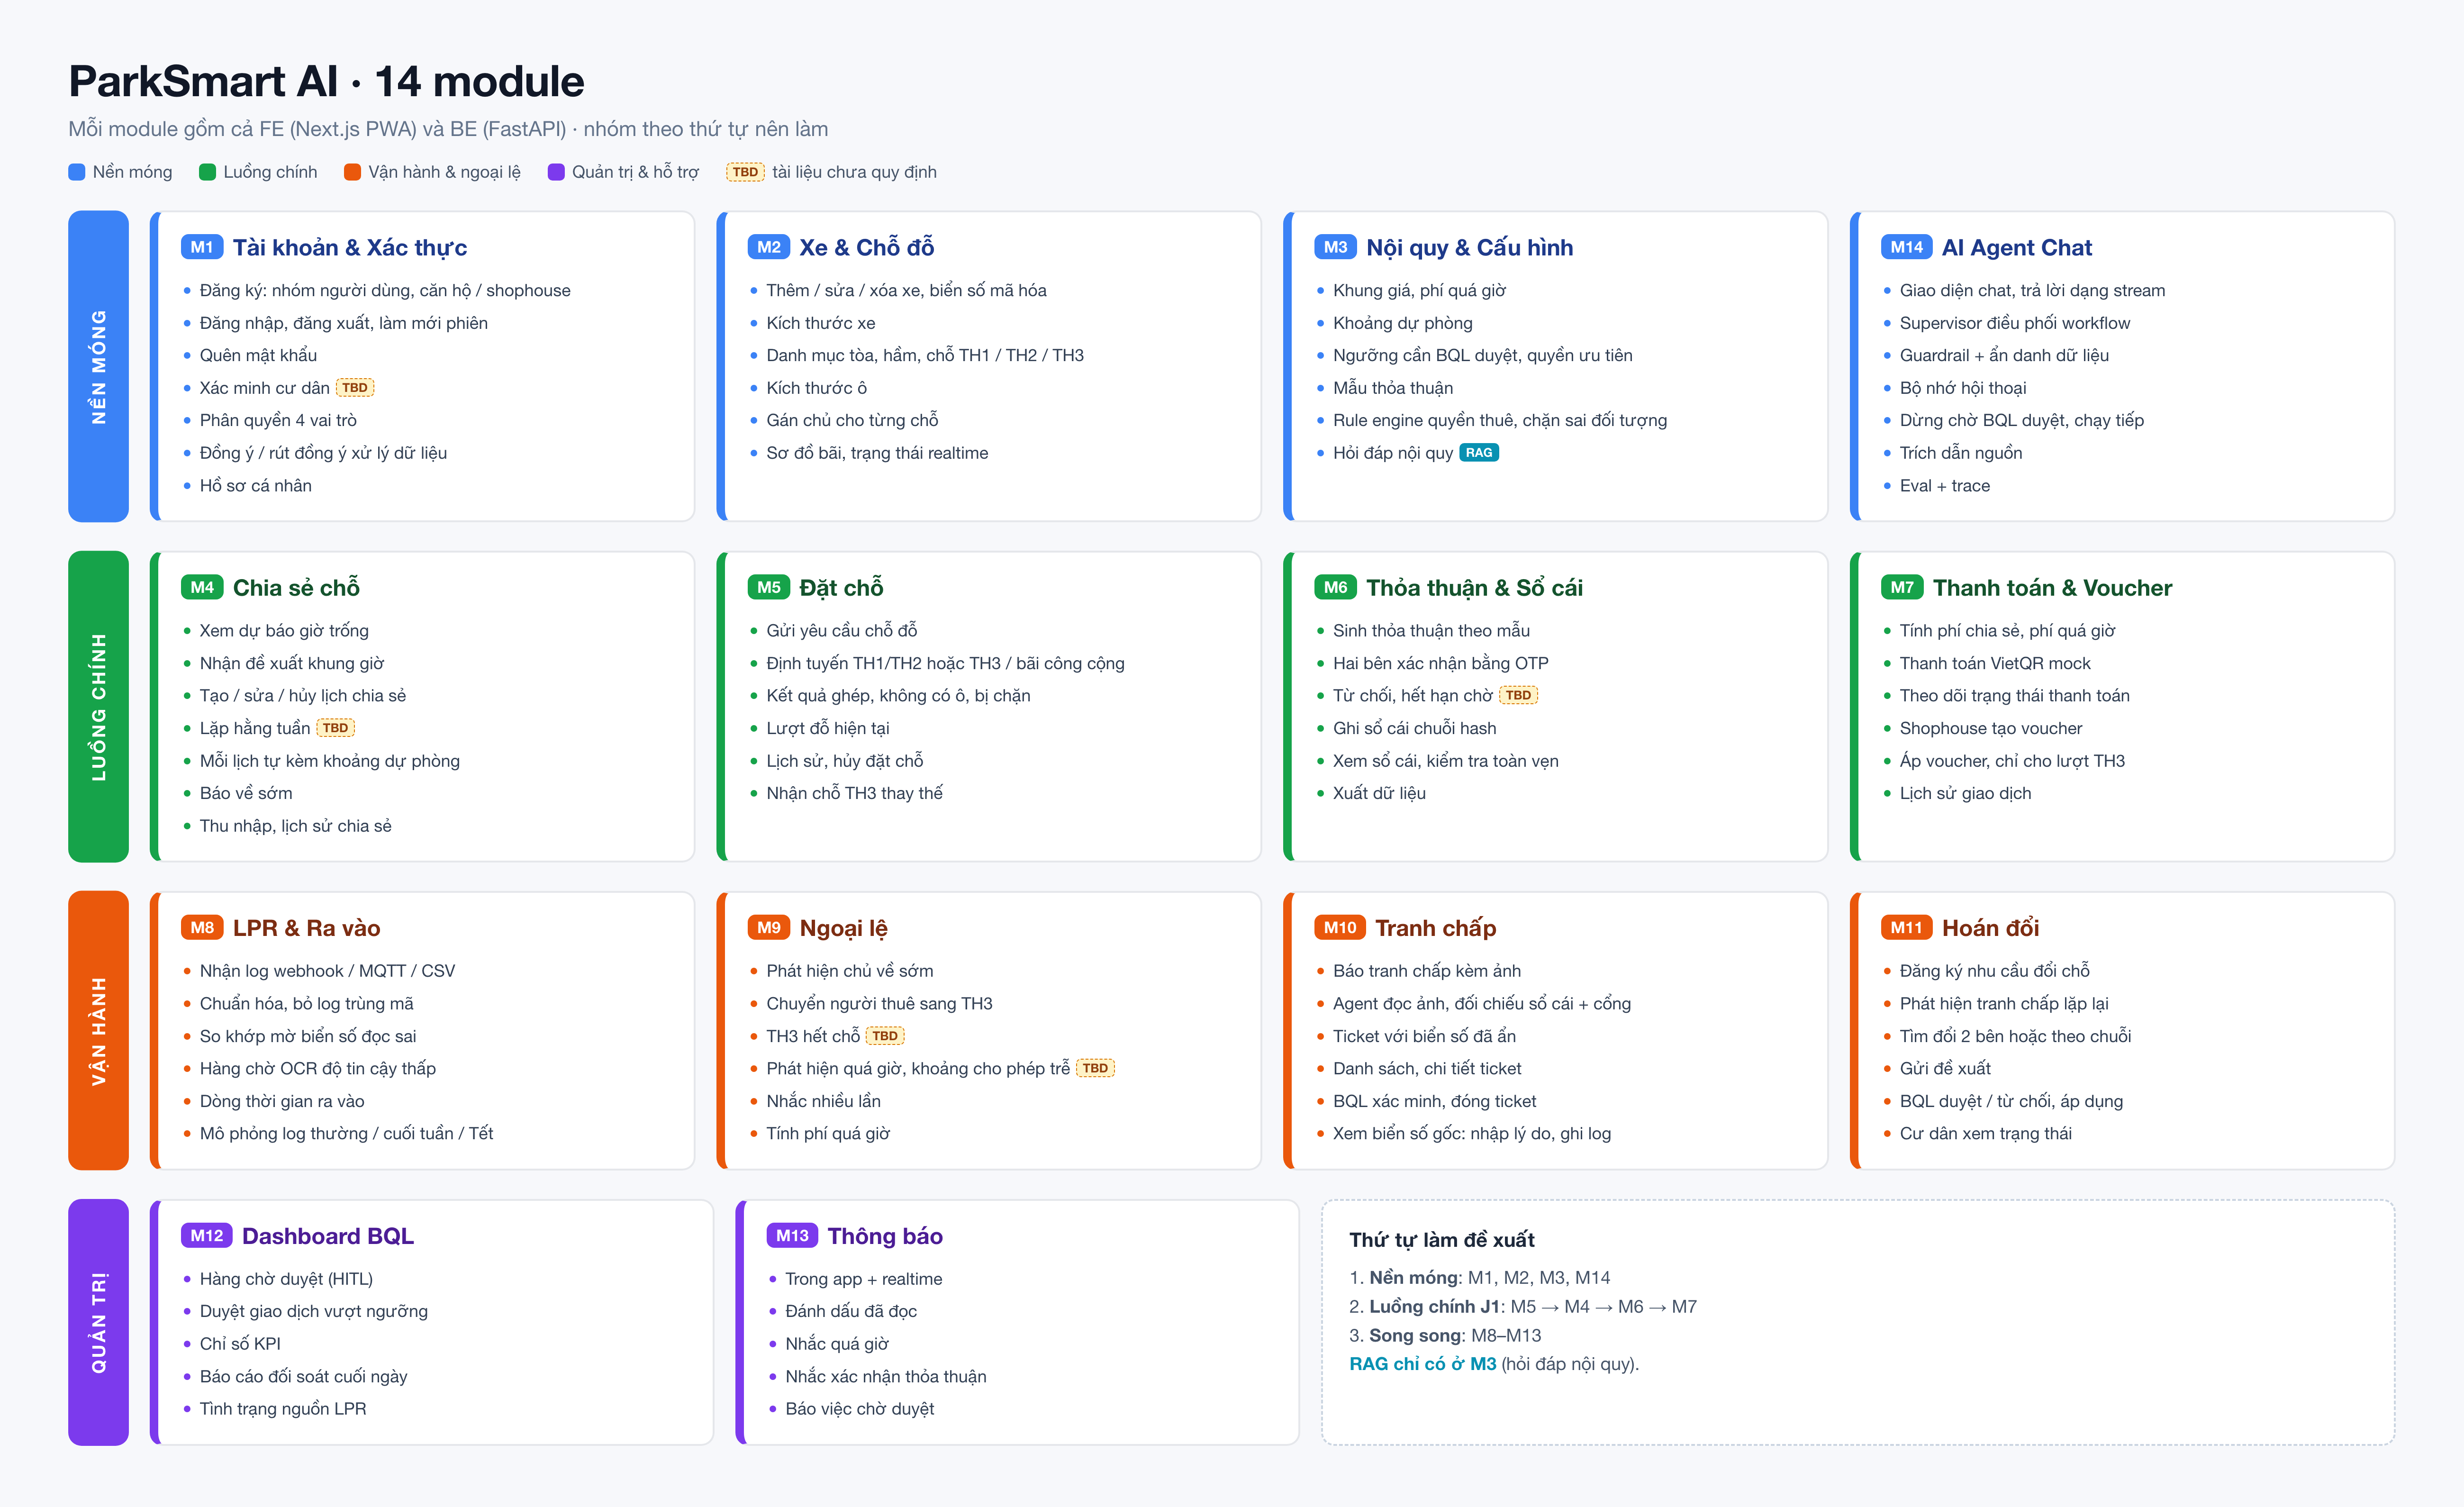 ParkSmart AI · 14 module
Mỗi module gồm cả FE (Next.js PWA) và BE (FastAPI) · nhóm theo thứ tự nên làm
Nền móng
Luồng chính
Vận hành & ngoại lệ
Quản trị & hỗ trợ
TBD tài liệu chưa quy định
NỀN MÓNG
M1 Tài khoản & Xác thực
Đăng ký: nhóm người dùng, căn hộ / shophouse
Đăng nhập, đăng xuất, làm mới phiên
Quên mật khẩu
Xác minh cư dân TBD
Phân quyền 4 vai trò
Đồng ý / rút đồng ý xử lý dữ liệu
Hồ sơ cá nhân
M2 Xe & Chỗ đỗ
Thêm / sửa / xóa xe, biển số mã hóa
Kích thước xe
Danh mục tòa, hầm, chỗ TH1 / TH2 / TH3
Kích thước ô
Gán chủ cho từng chỗ
Sơ đồ bãi, trạng thái realtime
M3 Nội quy & Cấu hình
Khung giá, phí quá giờ
Khoảng dự phòng
Ngưỡng cần BQL duyệt, quyền ưu tiên
Mẫu thỏa thuận
Rule engine quyền thuê, chặn sai đối tượng
Hỏi đáp nội quy RAG
M14 AI Agent Chat
Giao diện chat, trả lời dạng stream
Supervisor điều phối workflow
Guardrail + ẩn danh dữ liệu
Bộ nhớ hội thoại
Dừng chờ BQL duyệt, chạy tiếp
Trích dẫn nguồn
Eval + trace
LUỒNG CHÍNH
M4 Chia sẻ chỗ
Xem dự báo giờ trống
Nhận đề xuất khung giờ
Tạo / sửa / hủy lịch chia sẻ
Lặp hằng tuần TBD
Mỗi lịch tự kèm khoảng dự phòng
Báo về sớm
Thu nhập, lịch sử chia sẻ
M5 Đặt chỗ
Gửi yêu cầu chỗ đỗ
Định tuyến TH1/TH2 hoặc TH3 / bãi công cộng
Kết quả ghép, không có ô, bị chặn
Lượt đỗ hiện tại
Lịch sử, hủy đặt chỗ
Nhận chỗ TH3 thay thế
M6 Thỏa thuận & Sổ cái
Sinh thỏa thuận theo mẫu
Hai bên xác nhận bằng OTP
Từ chối, hết hạn chờ TBD
Ghi sổ cái chuỗi hash
Xem sổ cái, kiểm tra toàn vẹn
Xuất dữ liệu
M7 Thanh toán & Voucher
Tính phí chia sẻ, phí quá giờ
Thanh toán VietQR mock
Theo dõi trạng thái thanh toán
Shophouse tạo voucher
Áp voucher, chỉ cho lượt TH3
Lịch sử giao dịch
VẬN HÀNH
M8 LPR & Ra vào
Nhận log webhook / MQTT / CSV
Chuẩn hóa, bỏ log trùng mã
So khớp mờ biển số đọc sai
Hàng chờ OCR độ tin cậy thấp
Dòng thời gian ra vào
Mô phỏng log thường / cuối tuần / Tết
M9 Ngoại lệ
Phát hiện chủ về sớm
Chuyển người thuê sang TH3
TH3 hết chỗ TBD
Phát hiện quá giờ, khoảng cho phép trễ TBD
Nhắc nhiều lần
Tính phí quá giờ
M10 Tranh chấp
Báo tranh chấp kèm ảnh
Agent đọc ảnh, đối chiếu sổ cái + cổng
Ticket với biển số đã ẩn
Danh sách, chi tiết ticket
BQL xác minh, đóng ticket
Xem biển số gốc: nhập lý do, ghi log
M11 Hoán đổi
Đăng ký nhu cầu đổi chỗ
Phát hiện tranh chấp lặp lại
Tìm đổi 2 bên hoặc theo chuỗi
Gửi đề xuất
BQL duyệt / từ chối, áp dụng
Cư dân xem trạng thái
QUẢN TRỊ
M12 Dashboard BQL
Hàng chờ duyệt (HITL)
Duyệt giao dịch vượt ngưỡng
Chỉ số KPI
Báo cáo đối soát cuối ngày
Tình trạng nguồn LPR
M13 Thông báo
Trong app + realtime
Đánh dấu đã đọc
Nhắc quá giờ
Nhắc xác nhận thỏa thuận
Báo việc chờ duyệt
Thứ tự làm đề xuất
1. Nền móng: M1, M2, M3, M14
2. Luồng chính J1: M5 → M4 → M6 → M7
3. Song song: M8–M13
RAG chỉ có ở M3 (hỏi đáp nội quy).